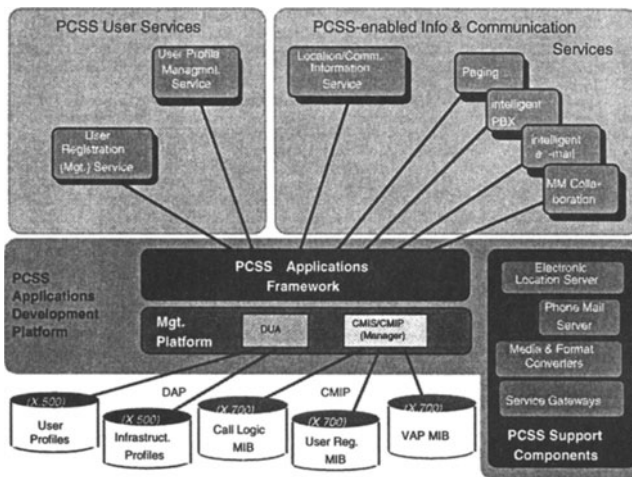 PCSS User Services
PCSS-enabled Info & Communication
Services
User Profile
Managmnt.
Service
User
Registration
(Mgt.) Service
Location/Comm.
Information
Service
Paging
intelligent
PBX
intelligent
e-mail
MM Colla-
boration
PCSS
Applications
Development
Platform
PCSS Applications
Framework
Mgt.
Platform
DUA
CMIS/CMIP
(Manager)
Electronic
Location Server
Phone Mail
Server
Media & Format
Converters
Service Gateways
PCSS Support
Components
DAP
CMIP
(X.500)
User
Profiles
(X.500)
Infrastruct.
Profiles
(X.700)
Call Logic
MIB
(X.700)
User Reg.
MIB
(X.700)
VAP MIB